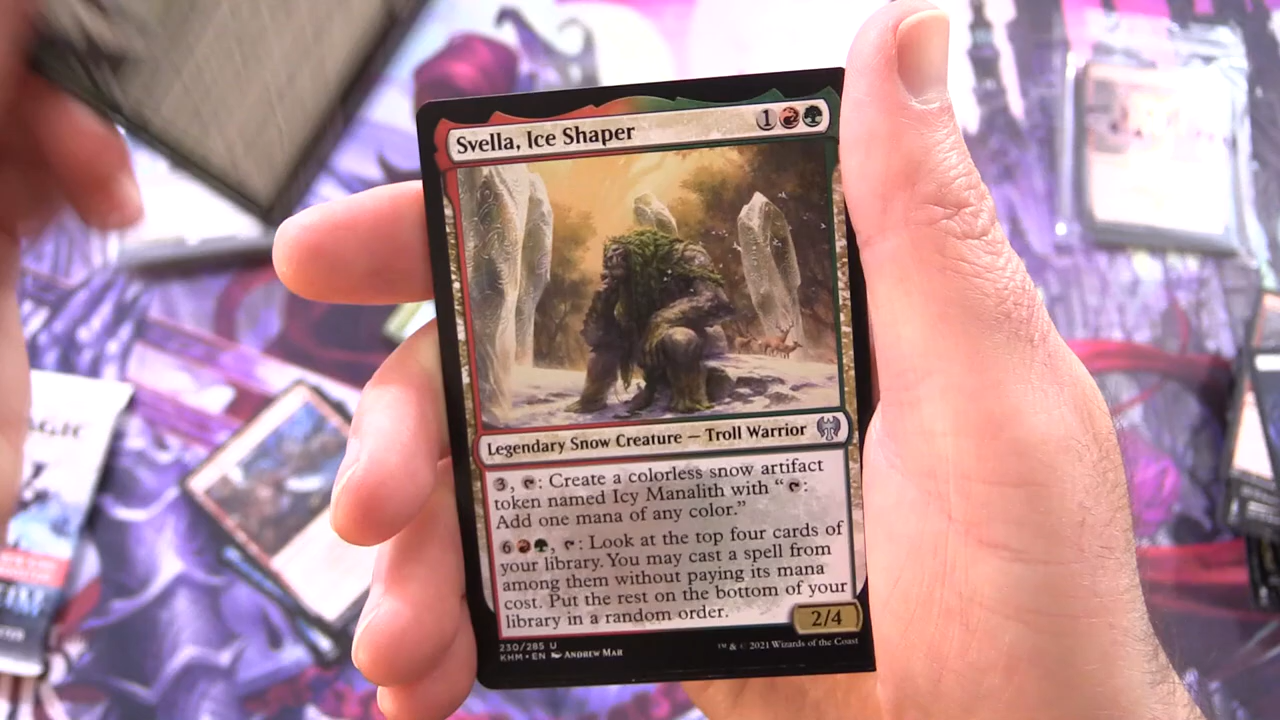 Svella, Ice Shaper 1
Legendary Snow Creature — Troll Warrior
3, : Create a colorless snow artifact
token named Icy Manalith with “ :
Add one mana of any color.”
6 , : Look at the top four cards of
your library. You may cast a spell from
among them without paying its mana
cost. Put the rest on the bottom of your
library in a random order.
2/4
230/285 U
KHM • EN ANDREW MAR
™ & © 2021 Wizards of the Coast